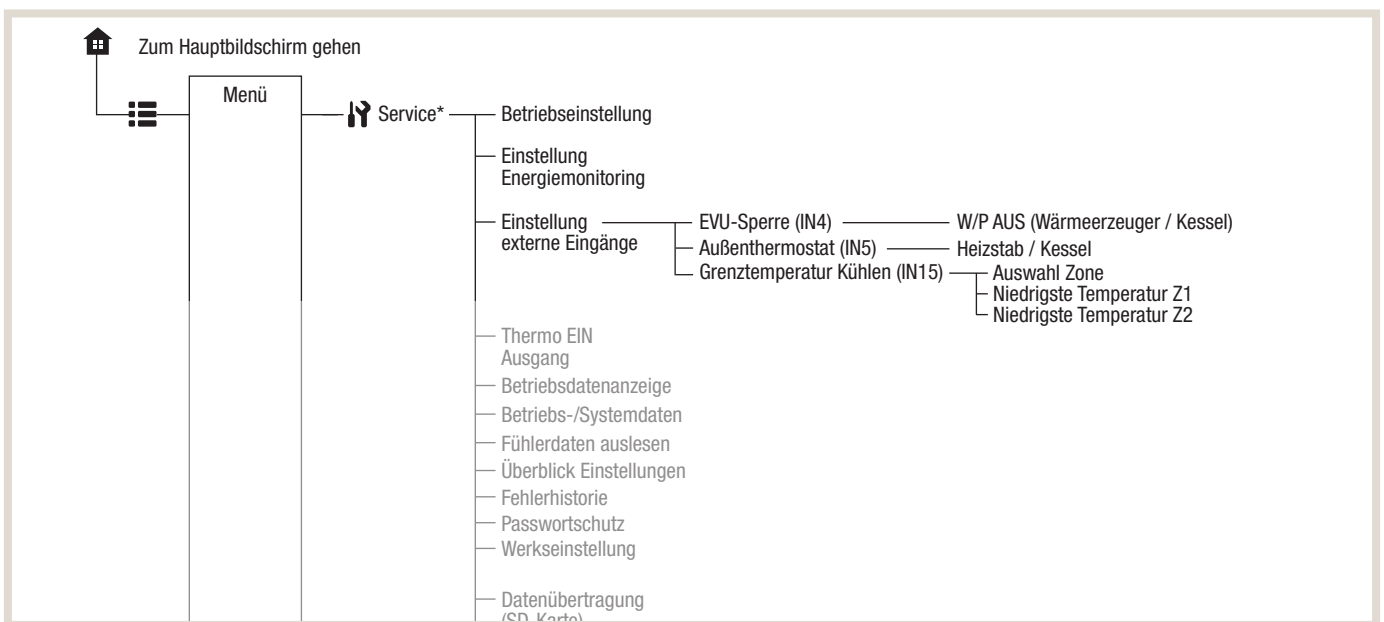 Zum Hauptbildschirm gehen
Menü
Service*
Betriebseinstellung
Einstellung
Energiemonitoring
Einstellung
externe Eingänge
EVU-Sperre (IN4)
W/P AUS (Wärmeerzeuger / Kessel)
Außenthermostat (IN5)
Heizstab / Kessel
Grenztemperatur Kühlen (IN15)
Auswahl Zone
Niedrigste Temperatur Z1
Niedrigste Temperatur Z2
Thermo EIN
Ausgang
Betriebsdatenanzeige
Betriebs-/Systemdaten
Fühlerdaten auslesen
Überblick Einstellungen
Fehlerhistorie
Passwortschutz
Werkseinstellung
Datenübertragung
(SD-Karte)